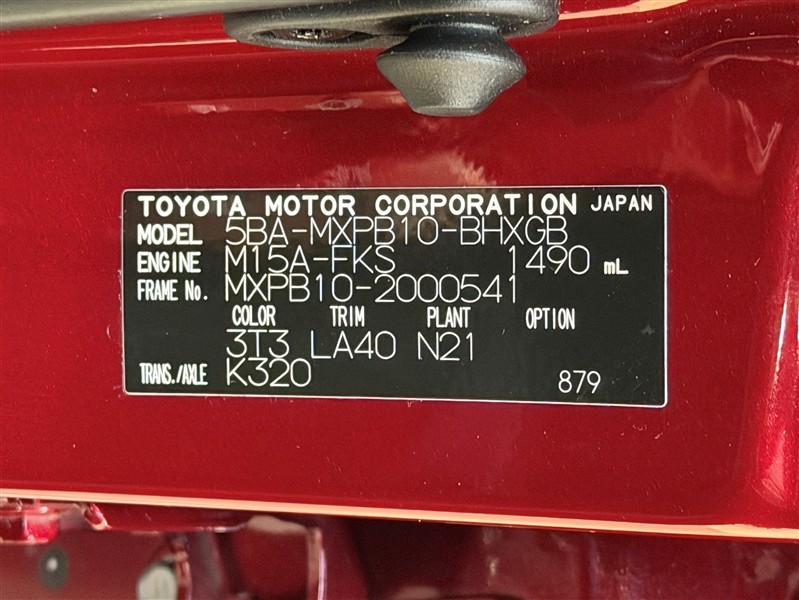 TOYOTA MOTOR CORPORATION JAPAN
MODEL 5BA-MXPB10-BHXGB
ENGINE M15A-FKS 1490 mL
FRAME No. MXPB10-2000541
COLOR TRIM PLANT OPTION
3T3 LA40 N21
TRANS./AXLE K320 879